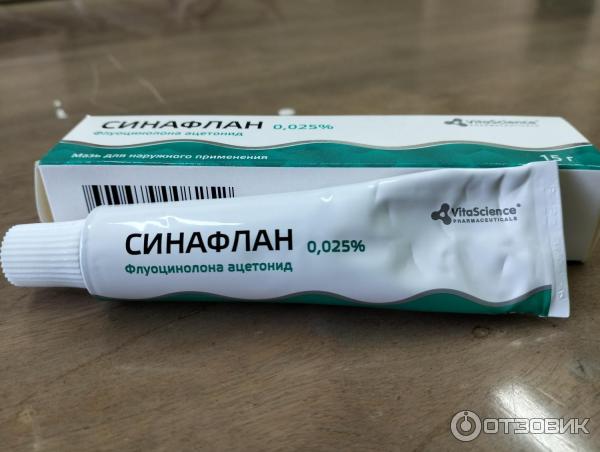 СИНАФЛАН 0,025%
Флуоцинолона ацетонид
VitaScience
PHARMACEUTICALS
Мазь для наружного применения
15 г
СИНАФЛАН 0,025%
Флуоцинолона ацетонид
VitaScience®
PHARMACEUTICALS
ОТЗОВИК